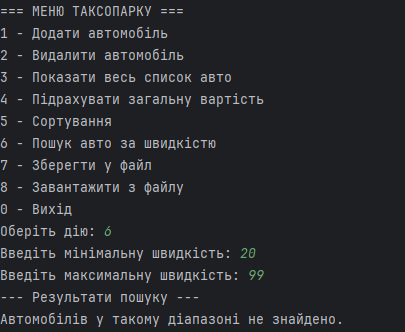 === МЕНЮ ТАКСОПАРКУ ===
1 - Додати автомобіль
2 - Видалити автомобіль
3 - Показати весь список авто
4 - Підрахувати загальну вартість
5 - Сортування
6 - Пошук авто за швидкістю
7 - Зберегти у файл
8 - Завантажити з файлу
0 - Вихід
Оберіть дію: 6
Введіть мінімальну швидкість: 20
Введіть максимальну швидкість: 99
--- Результати пошуку ---
Автомобілів у такому діапазоні не знайдено.